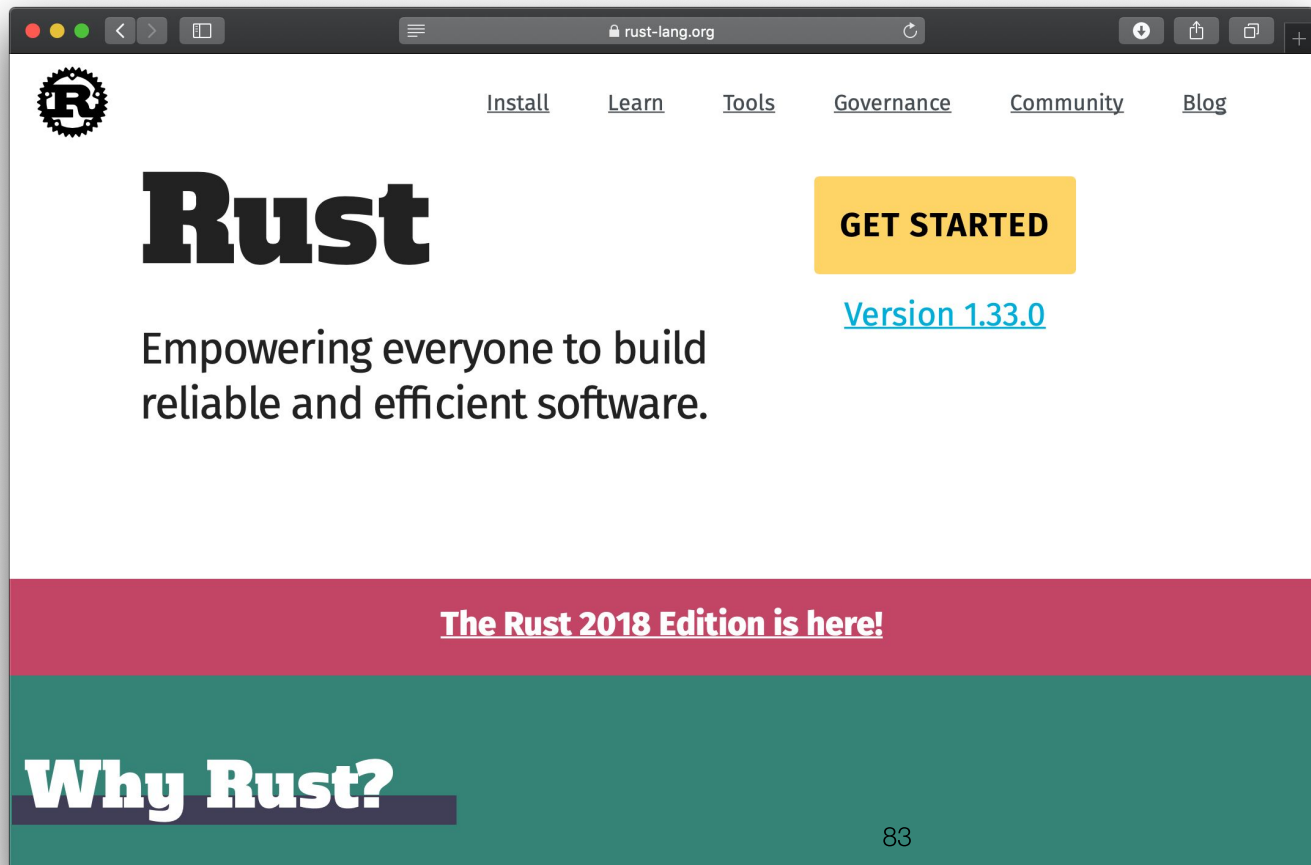 rust-lang.org
R
Install Learn Tools Governance Community Blog
Rust
GET STARTED
Version 1.33.0
Empowering everyone to build
reliable and efficient software.
The Rust 2018 Edition is here!
Why Rust?
83